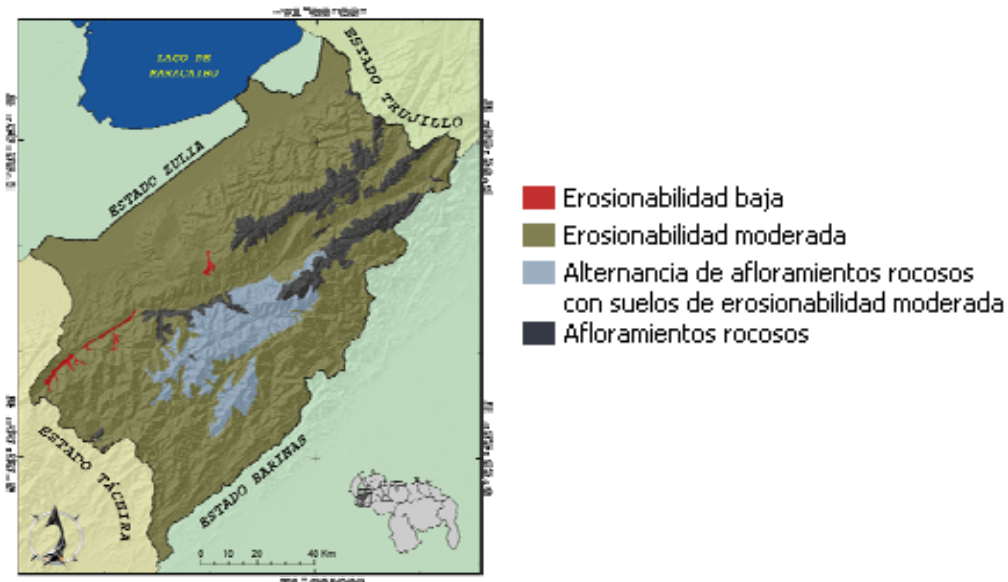 LAGO DE
MARACAIBO
ESTADO TRUJILLO
ESTADO ZULIA
ESTADO TÁCHIRA
ESTADO BARINAS
0 10 20 40 Km
Erosionabilidad baja
Erosionabilidad moderada
Alternancia de afloramientos rocosos
con suelos de erosionabilidad moderada
Afloramientos rocosos